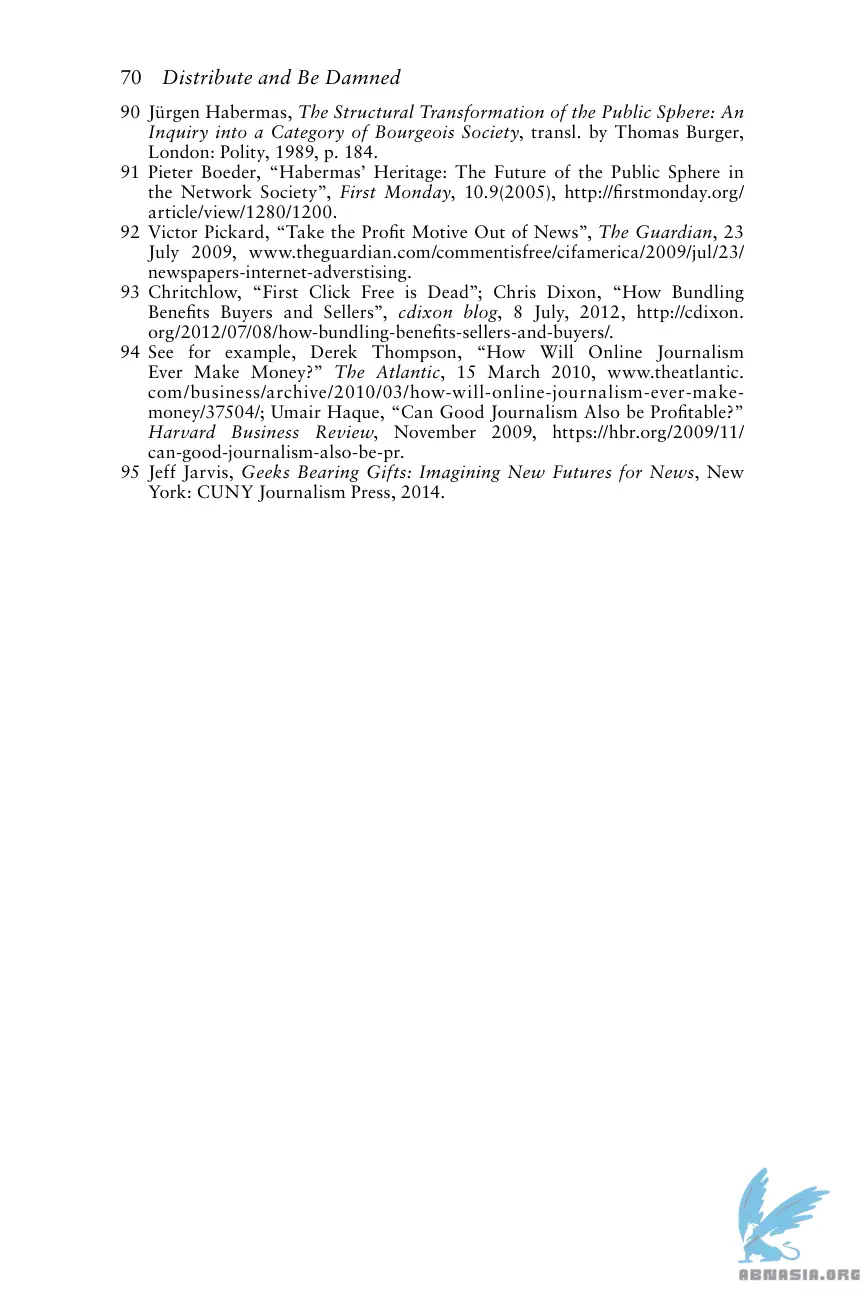 70 Distribute and Be Damned
90 Jürgen Habermas, The Structural Transformation of the Public Sphere: An
Inquiry into a Category of Bourgeois Society, transl. by Thomas Burger,
London: Polity, 1989, p. 184.
91 Pieter Boeder, “Habermas’ Heritage: The Future of the Public Sphere in
the Network Society”, First Monday, 10.9(2005), http://firstmonday.org/
article/view/1280/1200.
92 Victor Pickard, “Take the Profit Motive Out of News”, The Guardian, 23
July 2009, www.theguardian.com/commentisfree/cifamerica/2009/jul/23/
newspapers-internet-adverstising.
93 Chritchlow, “First Click Free is Dead”; Chris Dixon, “How Bundling
Benefits Buyers and Sellers”, cdixon blog, 8 July, 2012, http://cdixon.
org/2012/07/08/how-bundling-benefits-sellers-and-buyers/.
94 See for example, Derek Thompson, “How Will Online Journalism
Ever Make Money?” The Atlantic, 15 March 2010, www.theatlantic.
com/business/archive/2010/03/how-will-online-journalism-ever-make-
money/37504/; Umair Haque, “Can Good Journalism Also be Profitable?”
Harvard Business Review, November 2009, https://hbr.org/2009/11/
can-good-journalism-also-be-pr.
95 Jeff Jarvis, Geeks Bearing Gifts: Imagining New Futures for News, New
York: CUNY Journalism Press, 2014.
ABNASIA.ORG